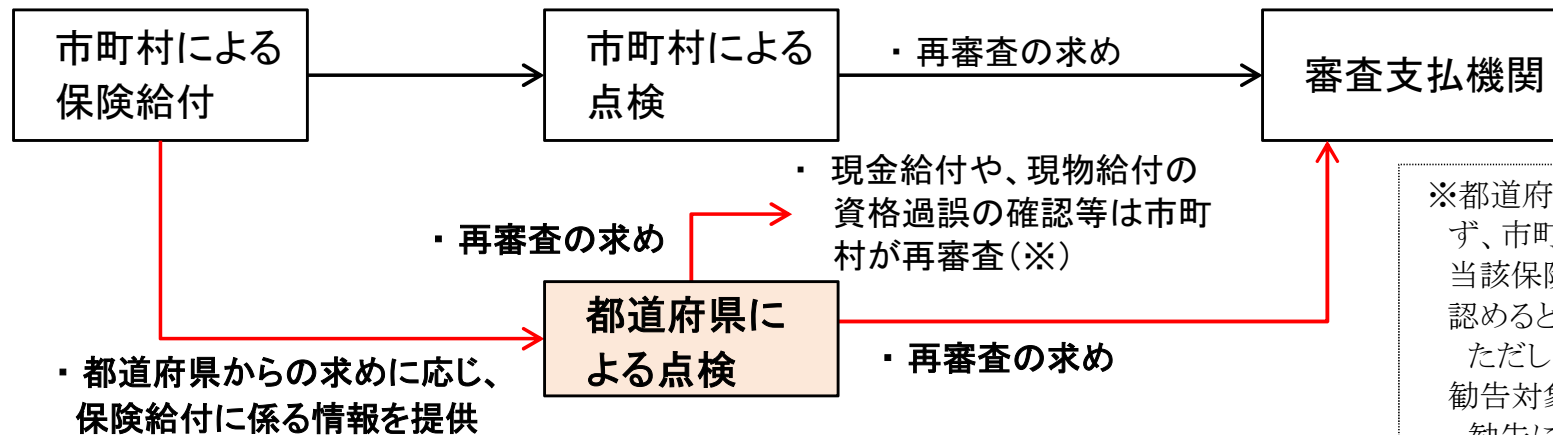 市町村による
保険給付
市町村による
点検
・再審査の求め
審査支払機関
・ 現金給付や、現物給付の
資格過誤の確認等は市町
村が再審査(※)
・再審査の求め
都道府県に
よる点検
・再審査の求め
・都道府県からの求めに応じ、
保険給付に係る情報を提供
※都道府
ず、市町
当該保険
認めると
ただし
勧告対象